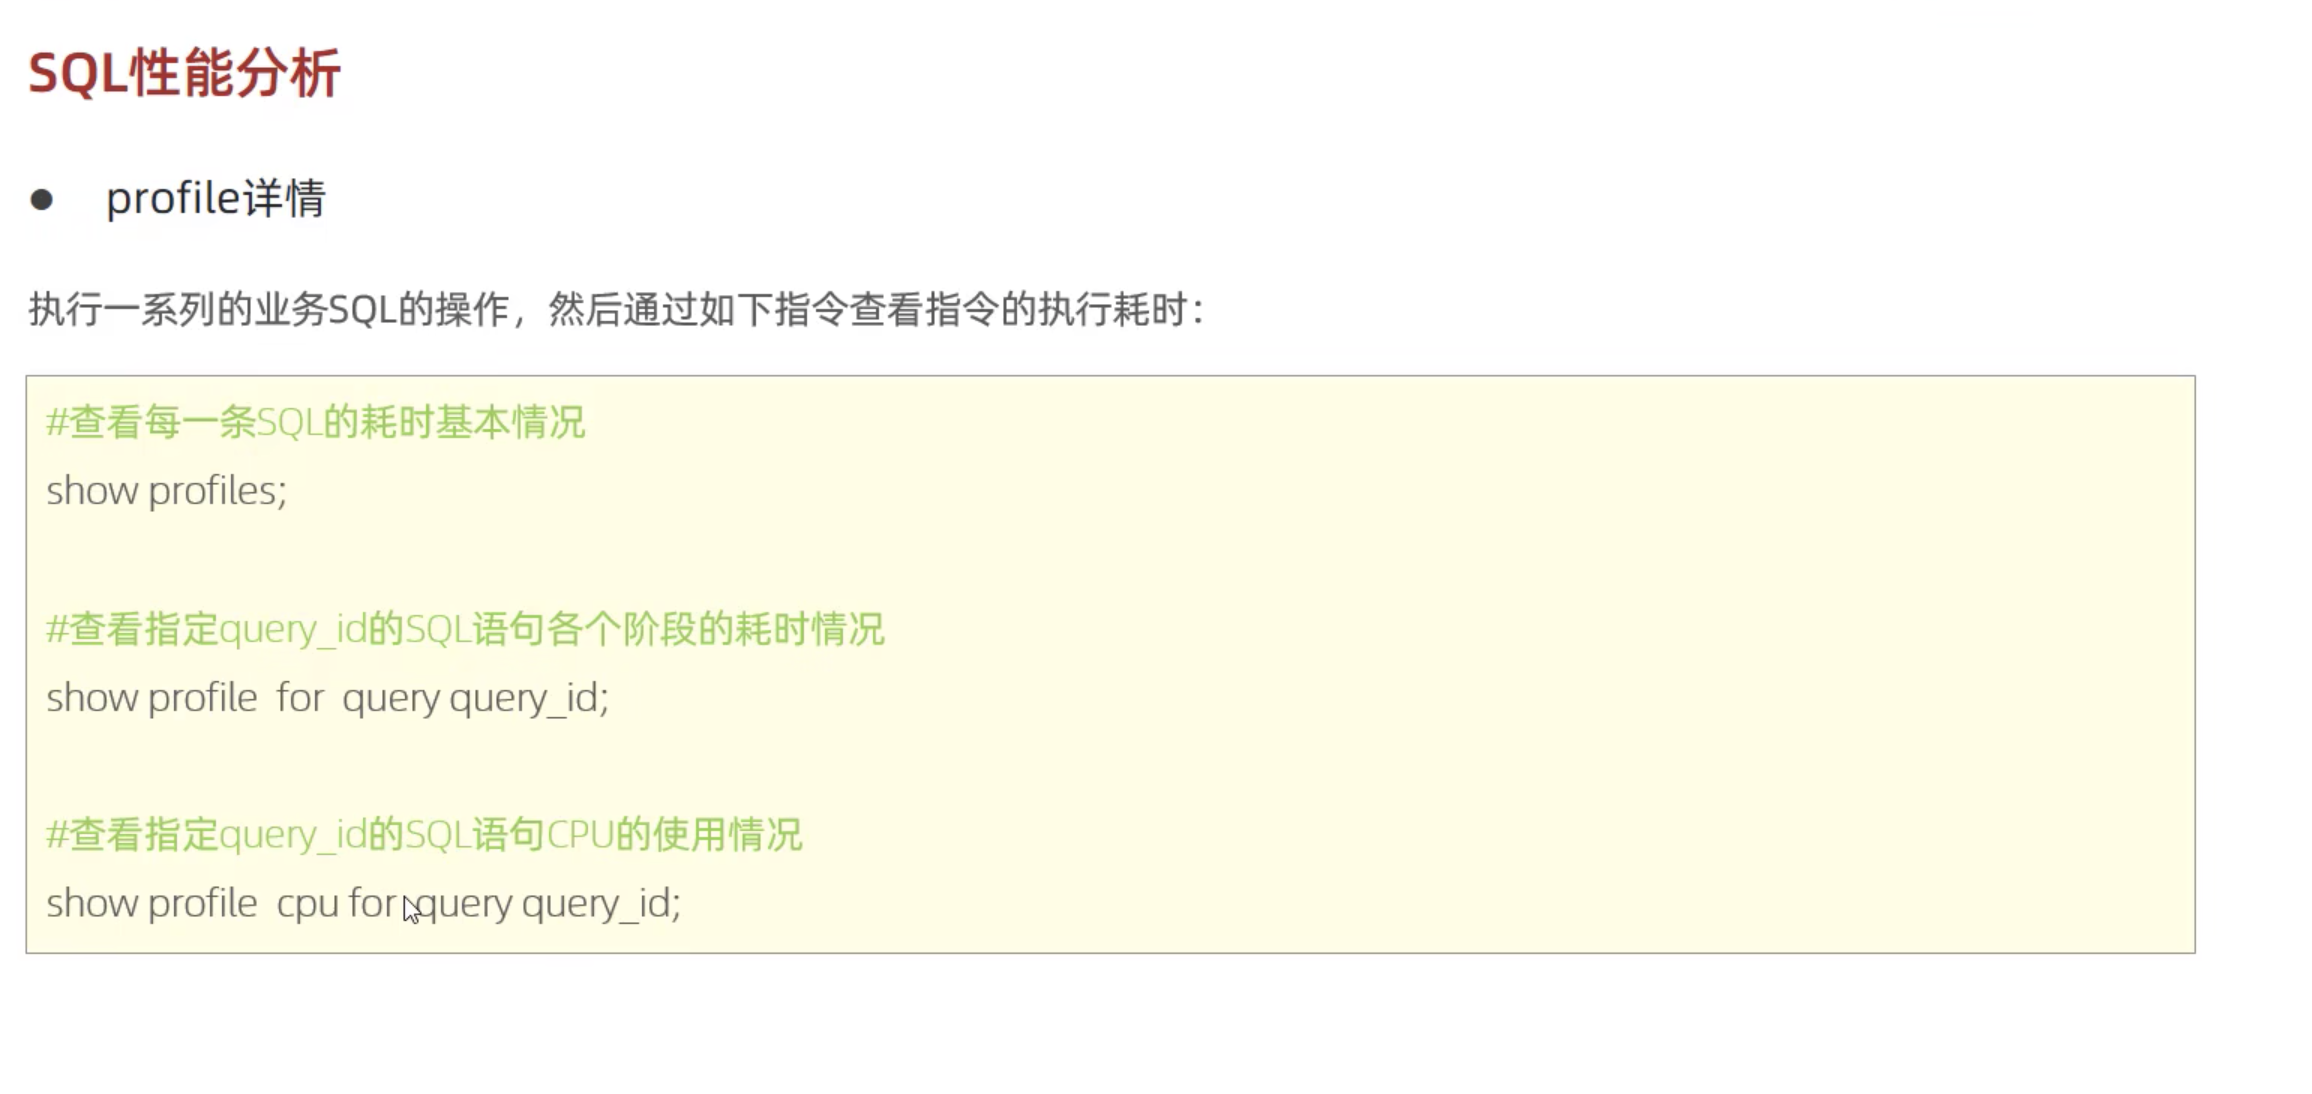 SQL性能分析
● profile详情
执行一系列的业务SQL的操作，然后通过如下指令查看指令的执行耗时：
#查看每一条SQL的耗时基本情况
show profiles;
#查看指定query_id的SQL语句各个阶段的耗时情况
show profile for query query_id;
#查看指定query_id的SQL语句CPU的使用情况
show profile cpu for query query_id;